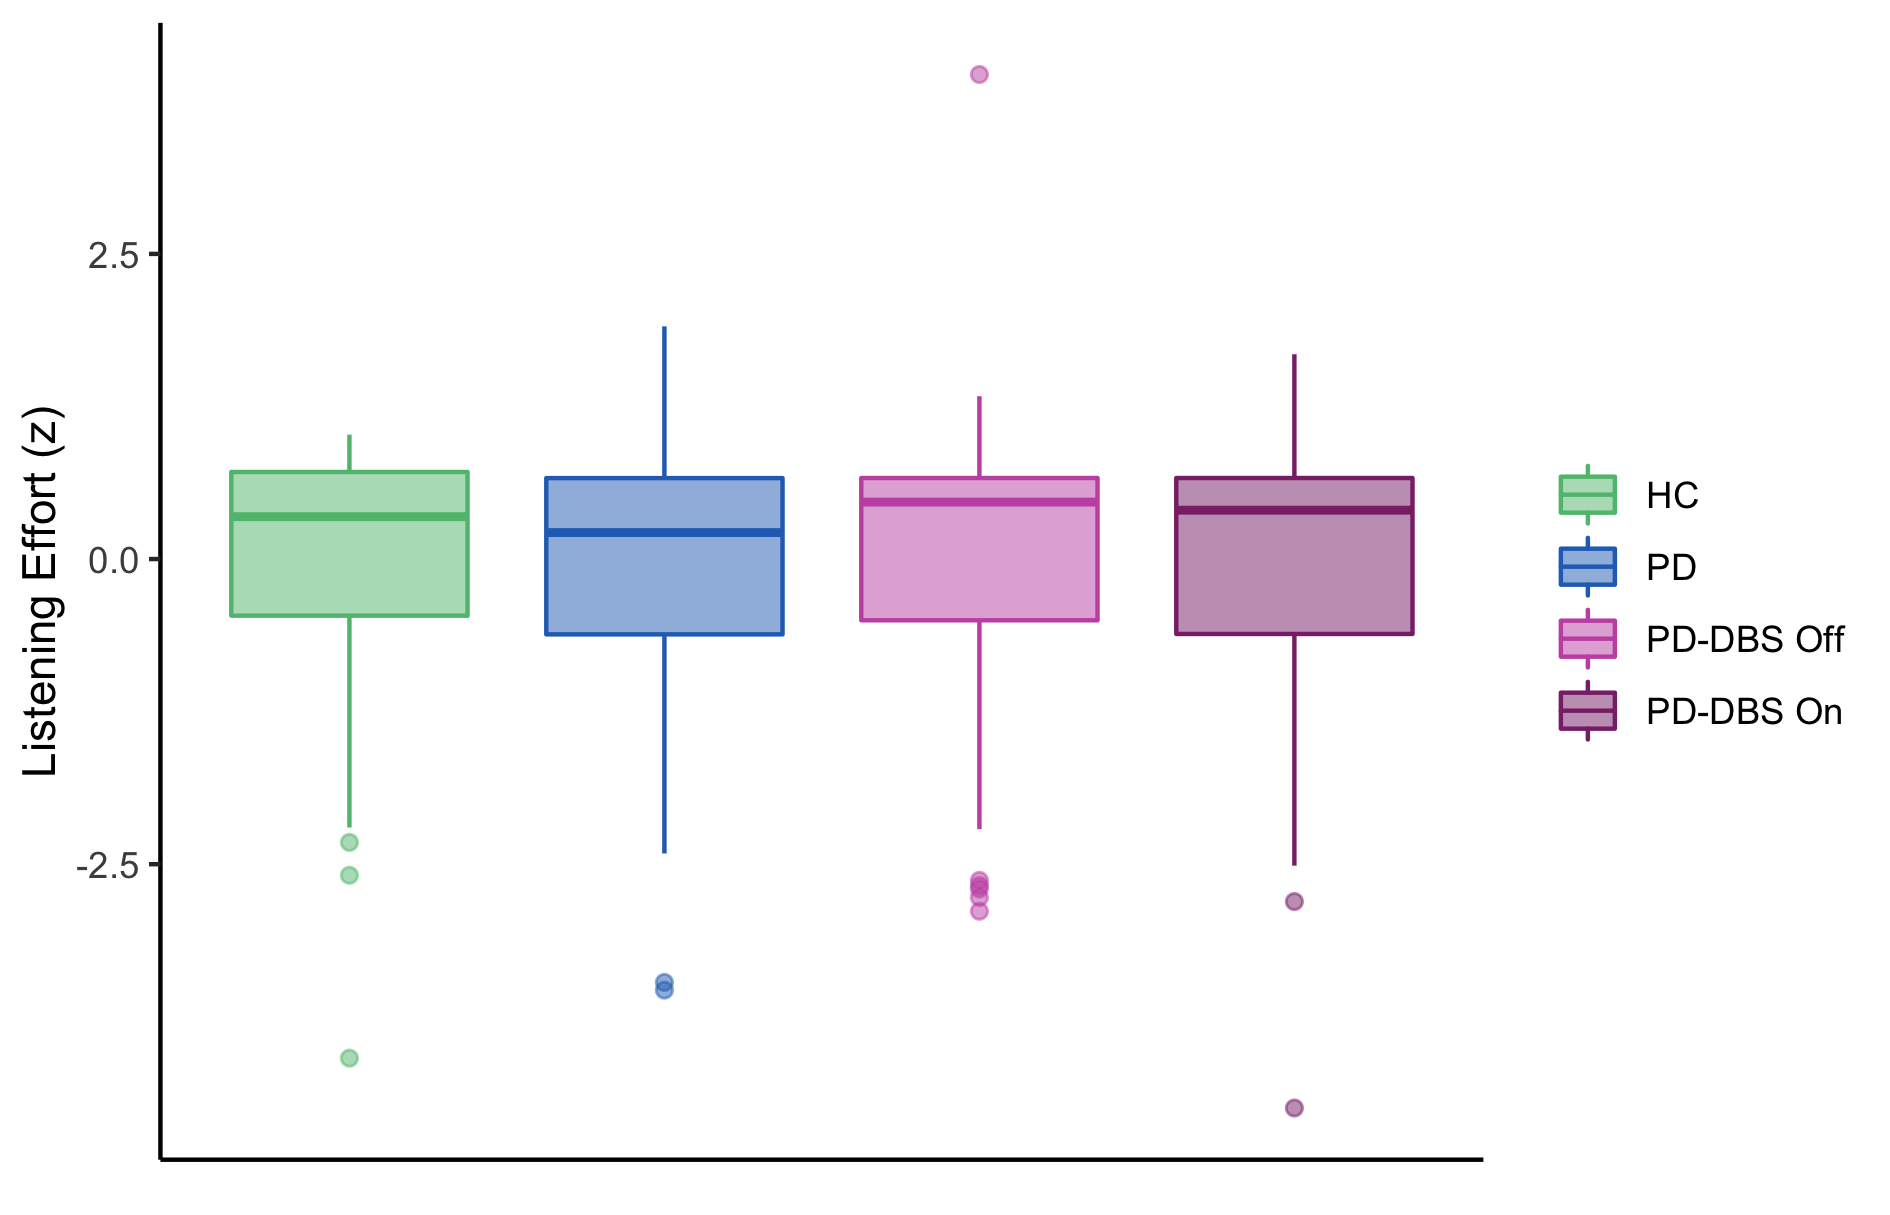 Listening Effort (z)
2.5
0.0
-2.5
HC
PD
PD-DBS Off
PD-DBS On